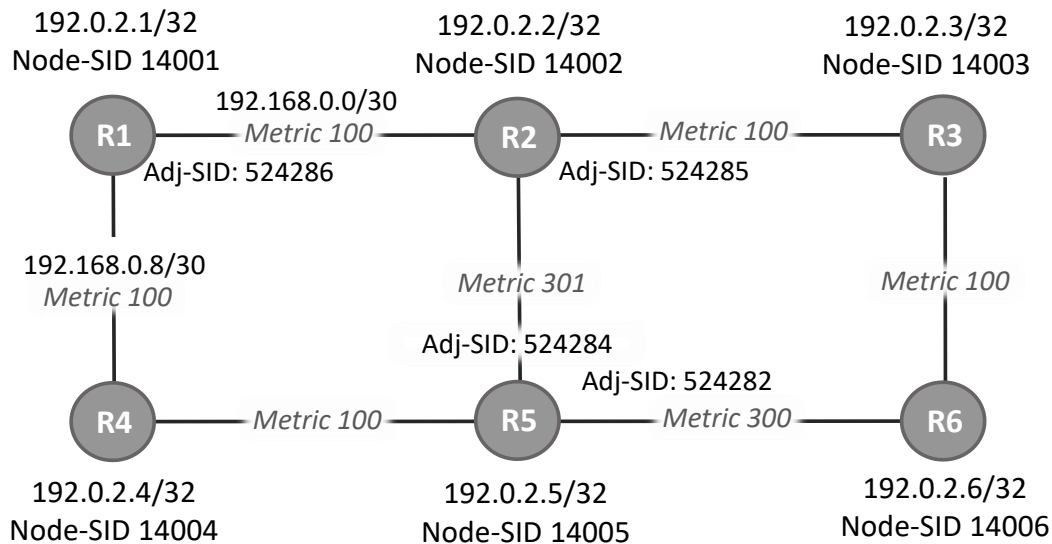 192.0.2.1/32
Node-SID 14001
192.0.2.2/32
Node-SID 14002
192.0.2.3/32
Node-SID 14003
192.168.0.0/30
R1
Metric 100
R2
Metric 100
R3
Adj-SID: 524286
Adj-SID: 524285
192.168.0.8/30
Metric 100
Metric 301
Metric 100
Adj-SID: 524284
Adj-SID: 524282
R4
Metric 100
R5
Metric 300
R6
192.0.2.4/32
Node-SID 14004
192.0.2.5/32
Node-SID 14005
192.0.2.6/32
Node-SID 14006